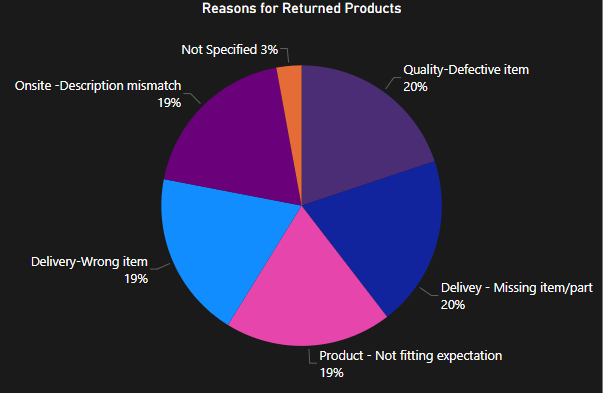 Reasons for Returned Products
Not Specified 3%
Quality-Defective item
20%
Onsite -Description mismatch
19%
Delivery-Wrong item
19%
Delivey - Missing item/part
20%
Product - Not fitting expectation
19%